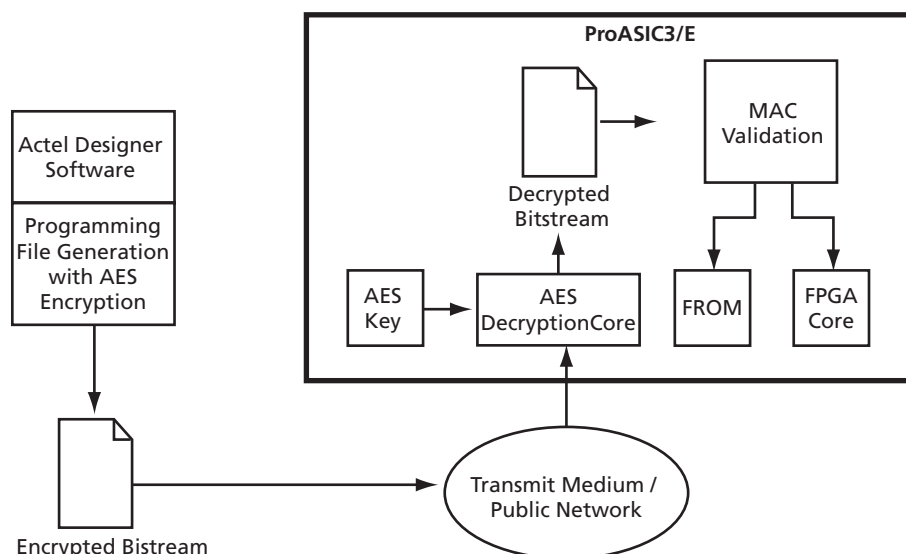 ProASIC3/E
Actel Designer
Software
Programming
File Generation
with AES
Encryption
MAC
Validation
Decrypted
Bitstream
AES
Key
AES
DecryptionCore
FROM
FPGA
Core
Transmit Medium /
Public Network
Encrypted Bistream